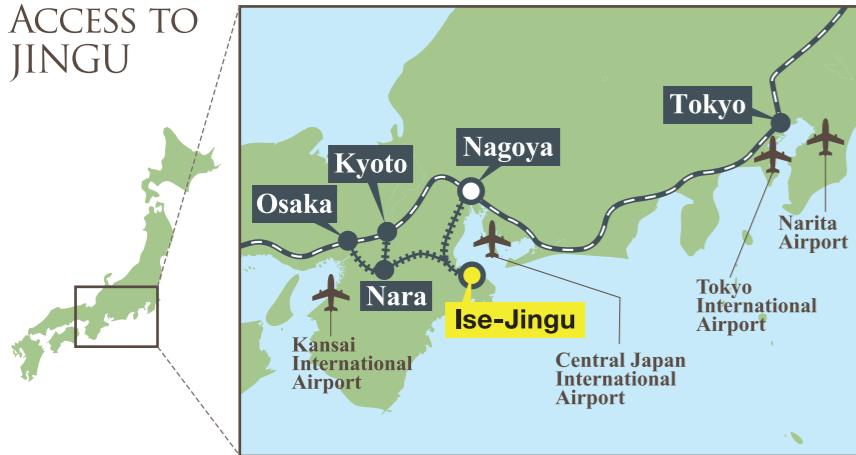 ACCESS TO
JINGU
Tokyo
Nagoya
Kyoto
Osaka
Nara
Ise-Jingu
Narita
Airport
Tokyo
International
Airport
Kansai
International
Airport
Central Japan
International
Airport